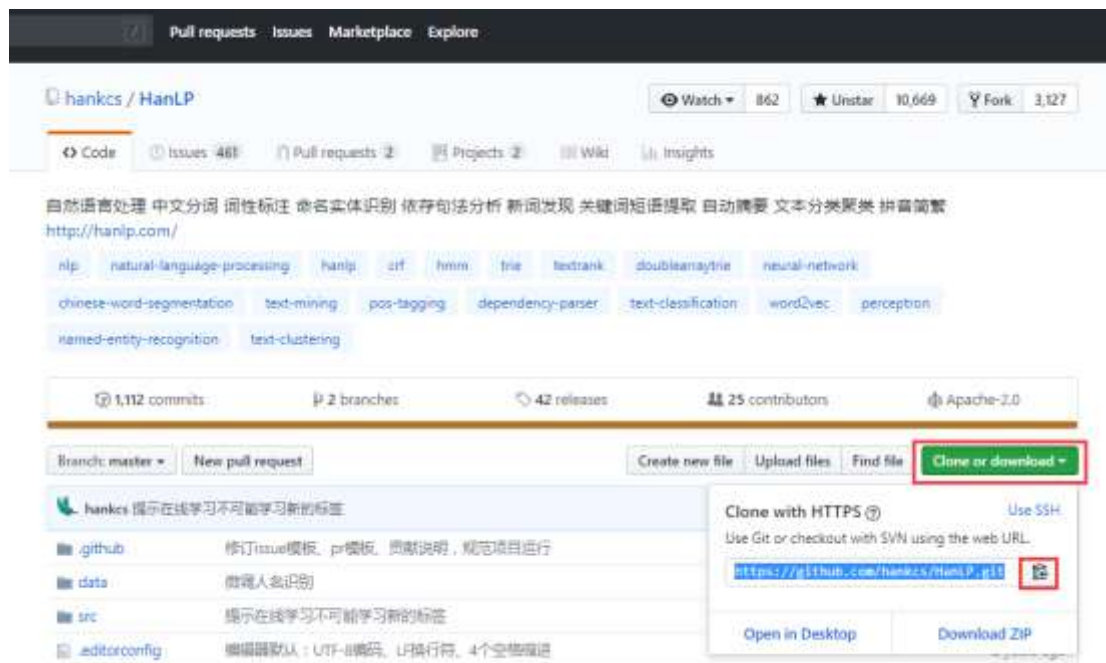 Pull requests Issues Marketplace Explore
hankcs / HanLP
Watch 862 Unstar 10,669 Fork 3,127
Code Issues 461 Pull requests 2 Projects 2 Wiki Insights
自然语言处理 中文分词 词性标注 命名实体识别 依存句法分析 新词发现 关键词短语提取 自动摘要 文本分类聚类 拼音简繁
http://hanlp.com/
nlp natural-language-processing hanlp crf hmm trie textrank doublearraytrie neural-network
chinese-word-segmentation text-mining pos-tagging dependency-parser text-classification word2vec perceptron
named-entity-recognition text-clustering
1,112 commits 2 branches 42 releases 25 contributors Apache-2.0
Branch: master New pull request Create new file Upload files Find file Clone or download
hankcs 提示在线学习不可能学习新的标签
Clone with HTTPS Use SSH
Use Git or checkout with SVN using the web URL.
https://github.com/hankcs/HanLP.git
Open in Desktop Download ZIP
.github 修订issue模板、pr模板、贡献说明，规范项目运行
data 微调人名识别
src 提示在线学习不可能学习新的标签
.editorconfig 编辑器默认：UTF-8编码、LF换行符、4个空格缩进